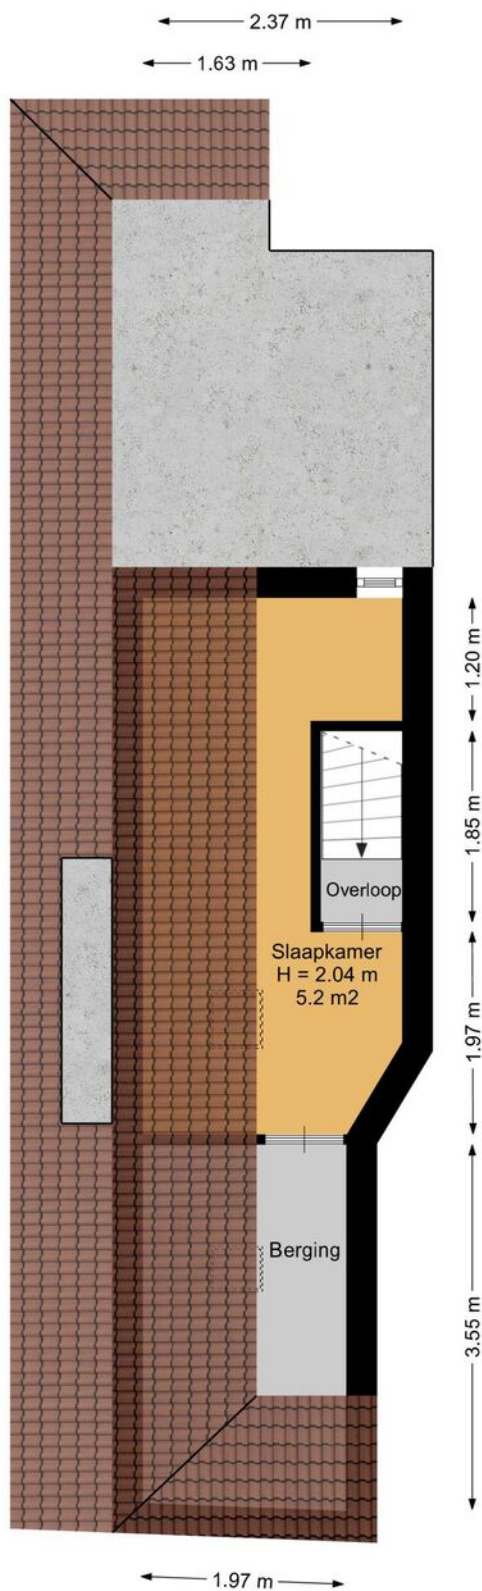 2.37 m
1.63 m
1.20 m
1.85 m
Overloop
Slaapkamer
H = 2.04 m
5.2 m2
1.97 m
Berging
3.55 m
1.97 m